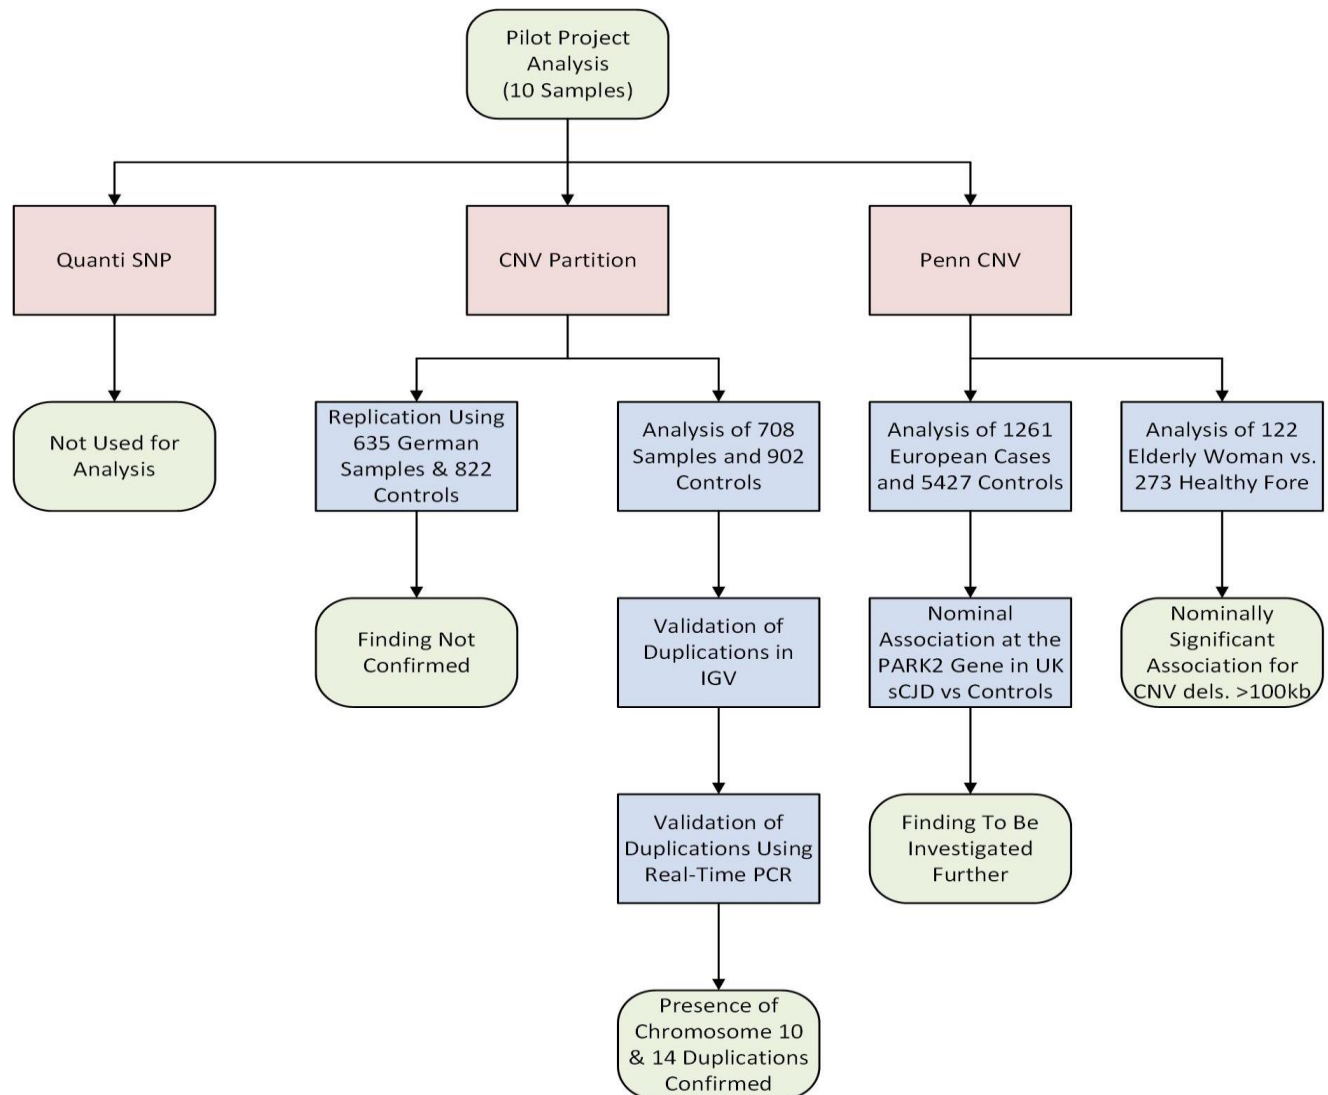 Pilot Project
Analysis
(10 Samples)
Quanti SNP
CNV Partition
Penn CNV
Not Used for
Analysis
Replication Using
635 German
Samples & 822
Controls
Analysis of 708
Samples and 902
Controls
Analysis of 1261
European Cases
and 5427 Controls
Analysis of 122
Elderly Woman vs.
273 Healthy Fore
Finding Not
Confirmed
Validation of
Duplications in
IGV
Nominal
Association at the
PARK2 Gene in UK
sCJD vs Controls
Nominally
Significant
Association for
CNV dels. >100kb
Validation of
Duplications Using
Real-Time PCR
Finding To Be
Investigated
Further
Presence of
Chromosome 10
& 14 Duplications
Confirmed